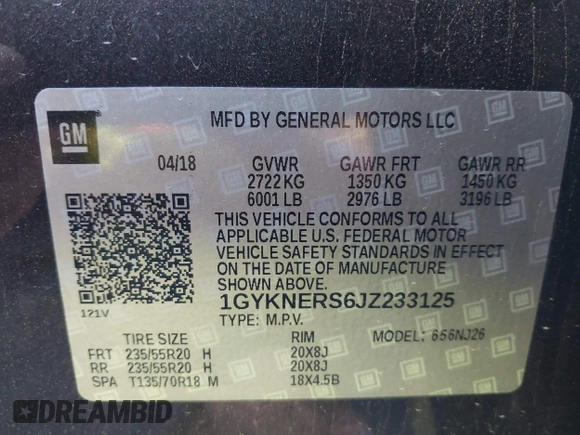 GM
MFD BY GENERAL MOTORS LLC
04/18 GVWR GAWR FRT GAWR RR
2722 KG 1350 KG 1450 KG
6001 LB 2976 LB 3196 LB
THIS VEHICLE CONFORMS TO ALL
APPLICABLE U.S. FEDERAL MOTOR
VEHICLE SAFETY STANDARDS IN EFFECT
ON THE DATE OF MANUFACTURE
SHOWN ABOVE.
1GYKNERS6JZ233125
121V
TYPE: M.P.V.
MODEL: 656NJ26
TIRE SIZE RIM
FRT 235/55R20 H 20X8J
RR 235/55R20 H 20X8J
SPA T135/70R18 M 18X4.5B
DREAMBID